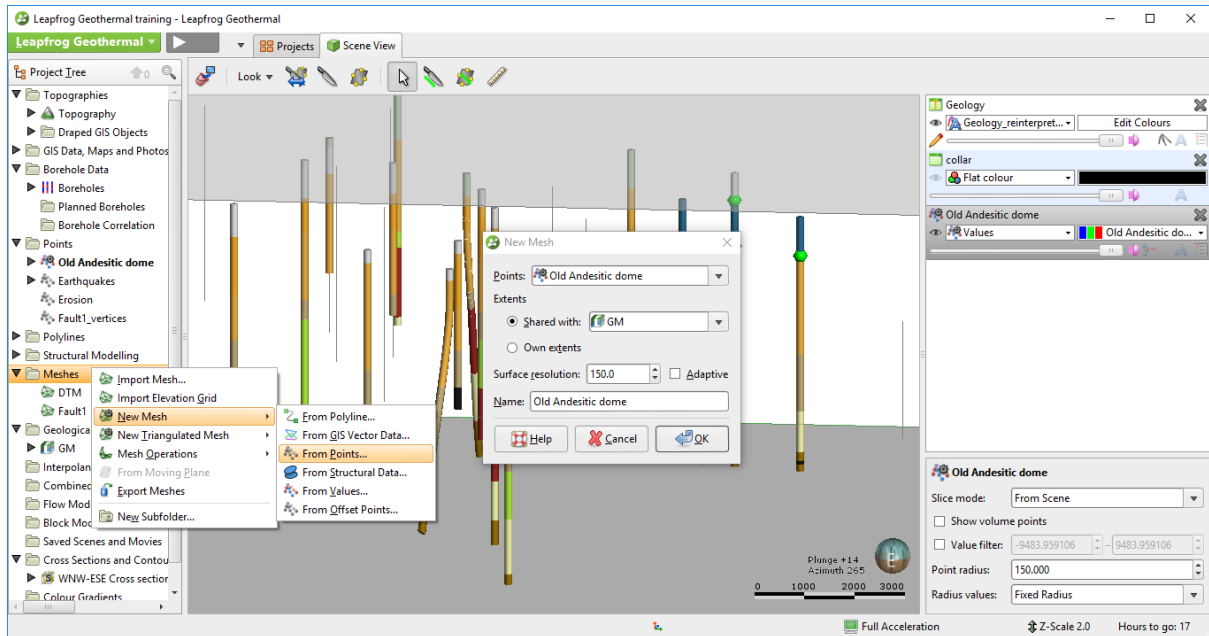 Leapfrog Geothermal training - Leapfrog Geothermal
Leapfrog Geothermal
Projects
Scene View
Project Tree
0
Look
Topographies
Topography
Draped GIS Objects
GIS Data, Maps and Photos
Borehole Data
Boreholes
Planned Boreholes
Borehole Correlation
Points
Old Andesitic dome
Earthquakes
Erosion
Fault1_vertices
Polylines
Structural Modelling
Meshes
DTM
Fault1
Geologica
GM
Interpolan
Combined
Flow Mod
Block Mod
Saved Scenes and Movies
Cross Sections and Contou
WNW-ESE Cross section
Colour Gradients
Import Mesh...
Import Elevation Grid
New Mesh
New Triangulated Mesh
Mesh Operations
From Moving Plane
Export Meshes
New Subfolder...
From Polyline...
From GIS Vector Data...
From Points...
From Structural Data...
From Values...
From Offset Points...
New Mesh
Points: Old Andesitic dome
Extents
Shared with: GM
Own extents
Surface resolution: 150.0 Adaptive
Name: Old Andesitic dome
Help Cancel OK
Plunge +14
Azimuth 265
0 1000 2000 3000
Geology
Geology_reinterpret... Edit Colours
collar
Flat colour
Old Andesitic dome
Values Old Andesitic do...
Old Andesitic dome
Slice mode: From Scene
Show volume points
Value filter: -9483.959106 – 9483.959106
Point radius: 150.000
Radius values: Fixed Radius
Full Acceleration
Z-Scale 2.0
Hours to go: 17